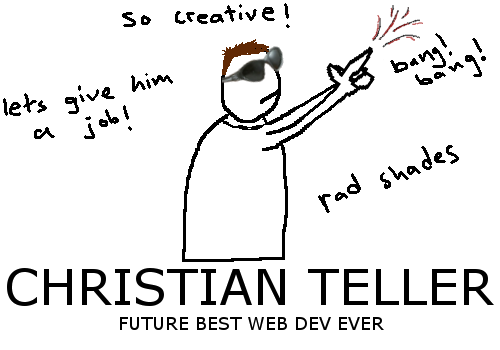 so creative!
lets give him
a job!
bang!
bang!
rad shades
CHRISTIAN TELLER
FUTURE BEST WEB DEV EVER